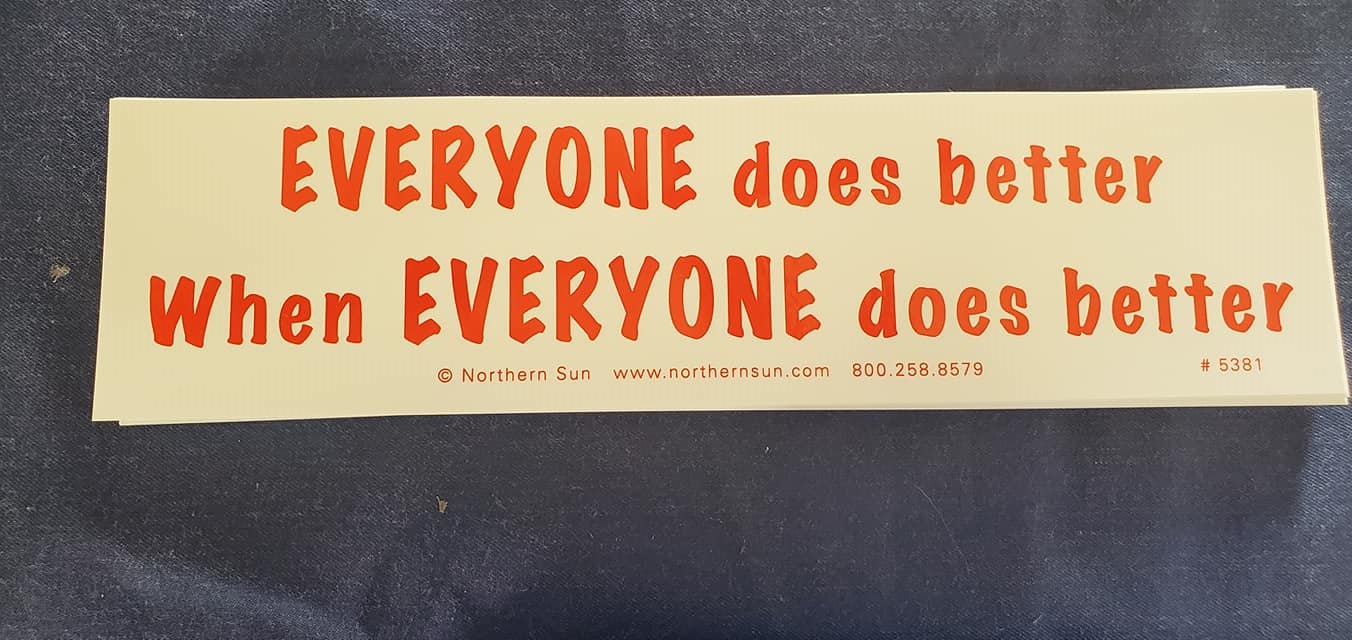 EVERYONE does better
When EVERYONE does better
© Northern Sun www.northernsun.com 800.258.8579 # 5381